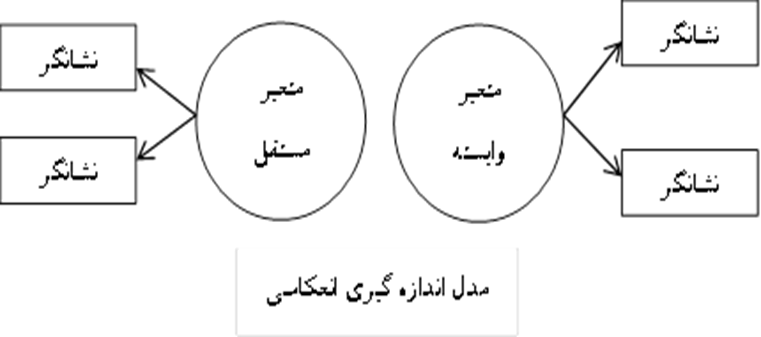 نشانگر
نشانگر
متغیر
وابسته
متغیر
مستقل
نشانگر
نشانگر
مدل اندازه گیری انعکاسی